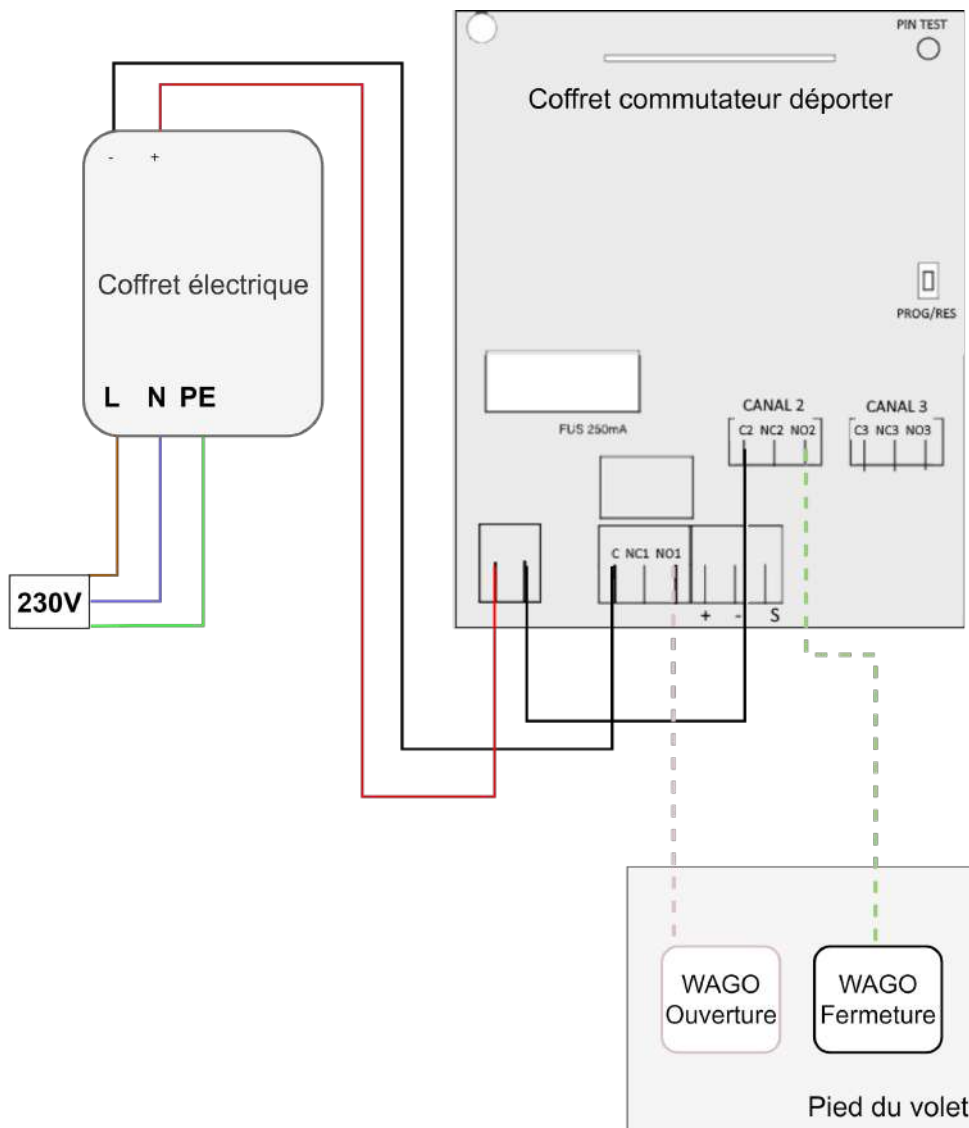 PIN TEST
Coffret commutateur déporter
- +
Coffret électrique
L N PE
230V
PROG/RES
FUS 250mA
CANAL 2
C2 NC2 NO2
CANAL 3
C3 NC3 NO3
C NC1 NO1
+ - S
WAGO
Ouverture
WAGO
Fermeture
Pied du volet